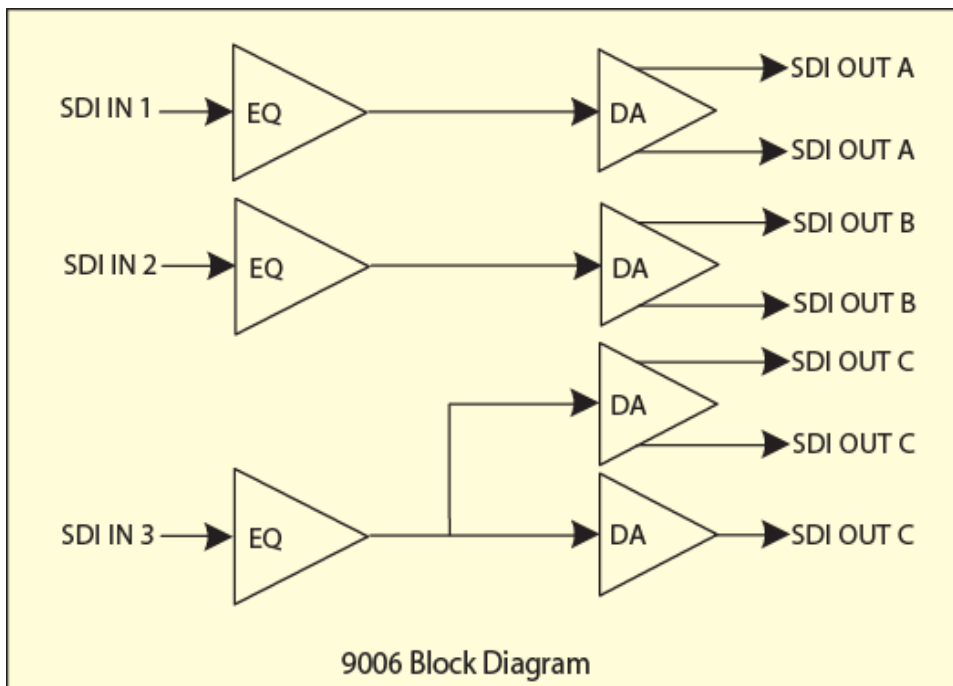 SDI IN 1
EQ
DA
SDI OUT A
SDI OUT A
SDI IN 2
EQ
DA
SDI OUT B
SDI OUT B
DA
SDI OUT C
SDI OUT C
SDI IN 3
EQ
DA
SDI OUT C
9006 Block Diagram